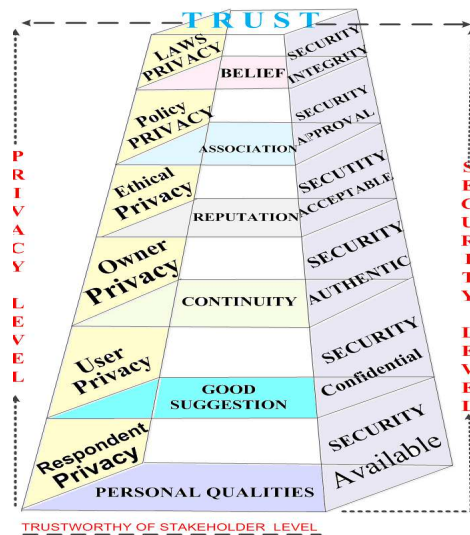 TRUST
LAWS
PRIVACY
BELIEF
SECURITY
INTEGRITY
Policy
PRIVACY
ASSOCIATION
SECURITY
APPROVAL
Ethical
Privacy
REPUTATION
SECUTITY
ACCEPTABLE
Owner
Privacy
CONTINUITY
SECURITY
AUTHENTIC
User
Privacy
GOOD
SUGGESTION
SECURITY
Confidential
Respondent
Privacy
PERSONAL QUALITIES
SECURITY
Available
PRIVACY LEVEL
SECURITY LEVEL
TRUSTWORTHY OF STAKEHOLDER LEVEL